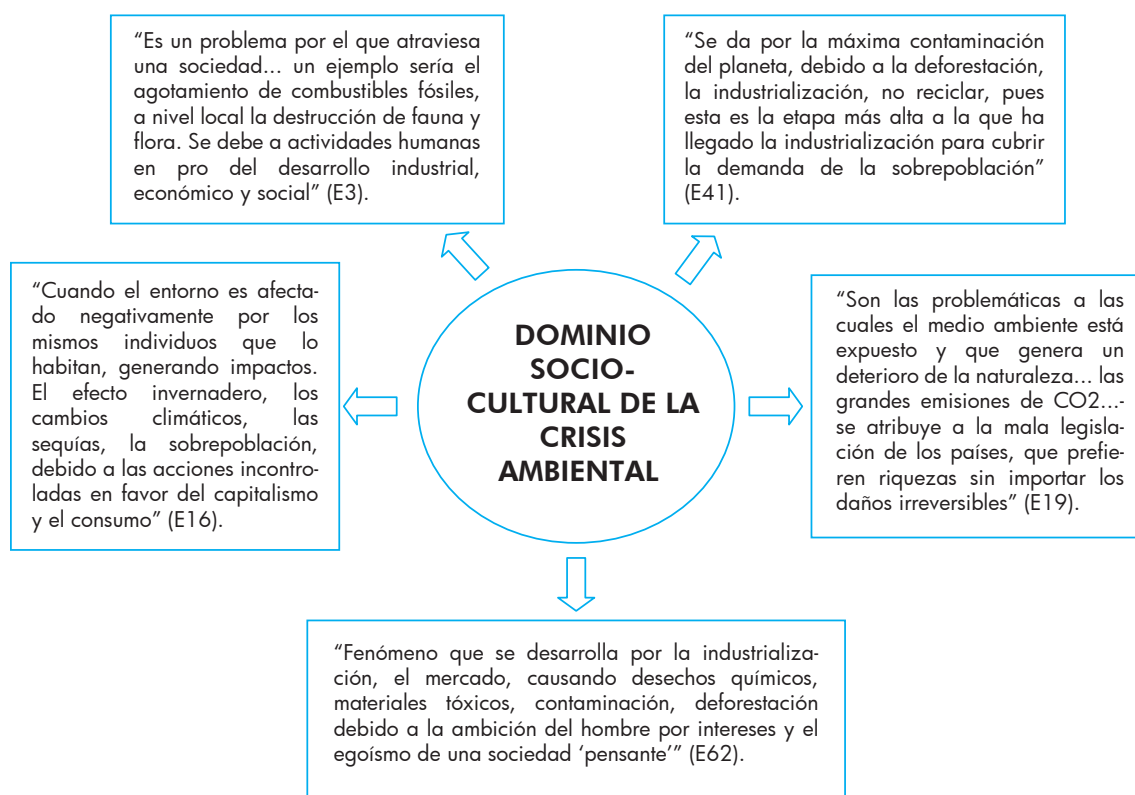 “Es un problema por el que atraviesa
una sociedad... un ejemplo sería el
agotamiento de combustibles fósiles,
a nivel local la destrucción de fauna y
flora. Se debe a actividades humanas
en pro del desarrollo industrial,
económico y social” (E3).
“Se da por la máxima contaminación
del planeta, debido a la deforestación,
la industrialización, no reciclar, pues
esta es la etapa más alta a la que ha
llegado la industrialización para cubrir
la demanda de la sobrepoblación”
(E41).
“Cuando el entorno es afecta-
do negativamente por los
mismos individuos que lo
habitan, generando impactos.
El efecto invernadero, los
cambios climáticos, las
sequías, la sobrepoblación,
debido a las acciones incontro-
ladas en favor del capitalismo
y el consumo” (E16).
DOMINIO
SOCIO-
CULTURAL DE LA
CRISIS
AMBIENTAL
“Son las problemáticas a las
cuales el medio ambiente está
expuesto y que genera un
deterioro de la naturaleza... las
grandes emisiones de CO2...-
se atribuye a la mala legisla-
ción de los países, que prefie-
ren riquezas sin importar los
daños irreversibles” (E19).
“Fenómeno que se desarrolla por la industrializa-
ción, el mercado, causando desechos químicos,
materiales tóxicos, contaminación, deforestación
debido a la ambición del hombre por intereses y el
egoísmo de una sociedad ‘pensante’” (E62).